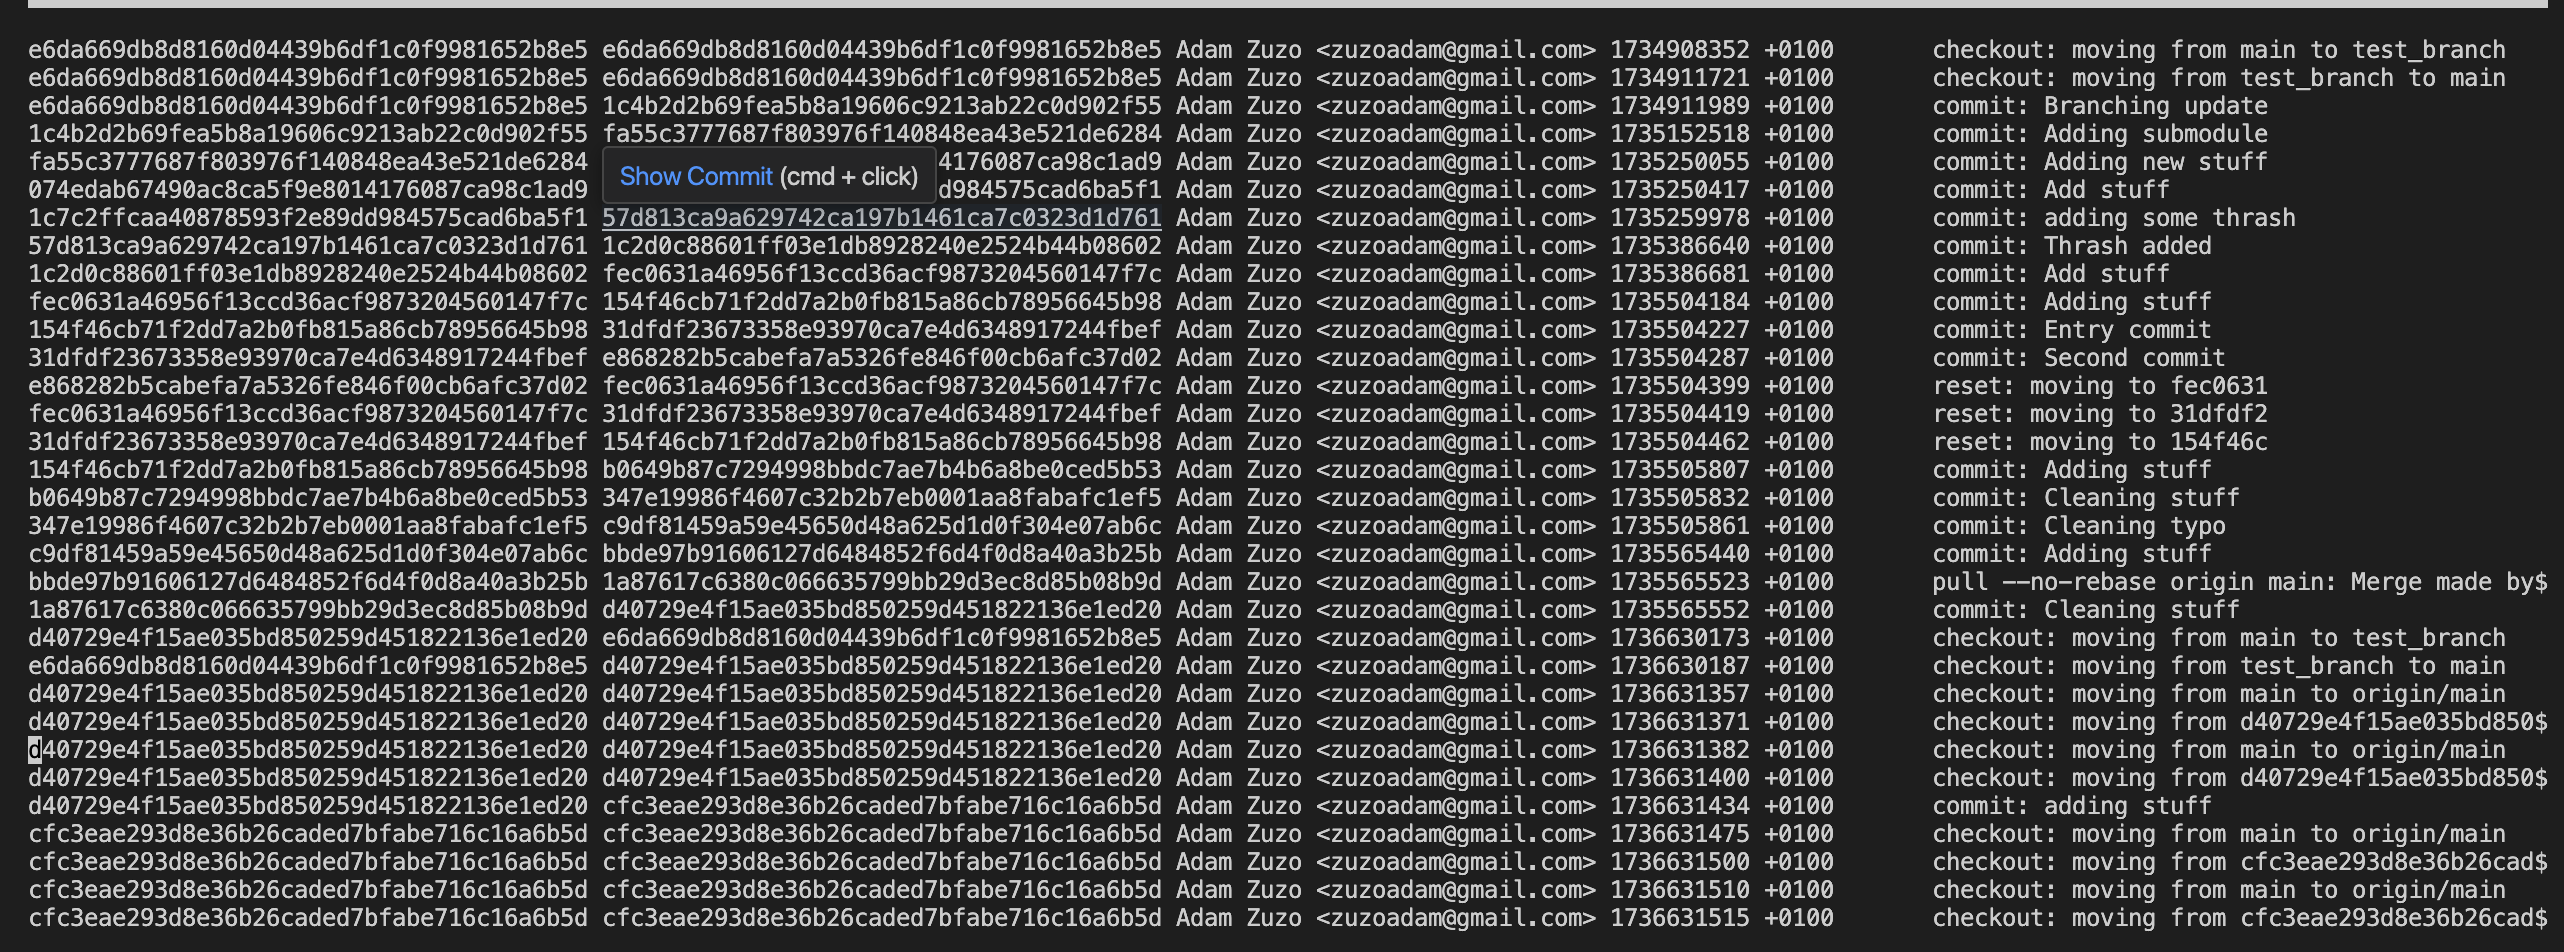 e6da669db8d8160d04439b6df1c0f9981652b8e5 e6da669db8d8160d04439b6df1c0f9981652b8e5 Adam Zuzo <zuzoadam@gmail.com> 1734908352 +0100 checkout: moving from main to test_branch
e6da669db8d8160d04439b6df1c0f9981652b8e5 e6da669db8d8160d04439b6df1c0f9981652b8e5 Adam Zuzo <zuzoadam@gmail.com> 1734911721 +0100 checkout: moving from test_branch to main
e6da669db8d8160d04439b6df1c0f9981652b8e5 1c4b2d2b69fea5b8a19606c9213ab22c0d902f55 Adam Zuzo <zuzoadam@gmail.com> 1734911989 +0100 commit: Branching update
1c4b2d2b69fea5b8a19606c9213ab22c0d902f55 fa55c3777687f803976f140848ea43e521de6284 Adam Zuzo <zuzoadam@gmail.com> 1735152518 +0100 commit: Adding submodule
fa55c3777687f803976f140848ea43e521de6284 4176087ca98c1ad9 Adam Zuzo <zuzoadam@gmail.com> 1735250055 +0100 commit: Adding new stuff
Show Commit (cmd + click)
074edab67490ac8ca5f9e8014176087ca98c1ad9 d984575cad6ba5f1 Adam Zuzo <zuzoadam@gmail.com> 1735250417 +0100 commit: Add stuff
1c7c2ffcaa40878593f2e89dd984575cad6ba5f1 57d813ca9a629742ca197b1461ca7c0323d1d761 Adam Zuzo <zuzoadam@gmail.com> 1735259978 +0100 commit: adding some thrash
57d813ca9a629742ca197b1461ca7c0323d1d761 1c2d0c88601ff03e1db8928240e2524b44b08602 Adam Zuzo <zuzoadam@gmail.com> 1735386640 +0100 commit: Thrash added
1c2d0c88601ff03e1db8928240e2524b44b08602 fec0631a46956f13ccd36acf9873204560147f7c Adam Zuzo <zuzoadam@gmail.com> 1735386681 +0100 commit: Add stuff
fec0631a46956f13ccd36acf9873204560147f7c 154f46cb71f2dd7a2b0fb815a86cb78956645b98 Adam Zuzo <zuzoadam@gmail.com> 1735504184 +0100 commit: Adding stuff
154f46cb71f2dd7a2b0fb815a86cb78956645b98 31dfdf23673358e93970ca7e4d6348917244fbef Adam Zuzo <zuzoadam@gmail.com> 1735504227 +0100 commit: Entry commit
31dfdf23673358e93970ca7e4d6348917244fbef e868282b5cabefa7a5326fe846f00cb6afc37d02 Adam Zuzo <zuzoadam@gmail.com> 1735504287 +0100 commit: Second commit
e868282b5cabefa7a5326fe846f00cb6afc37d02 fec0631a46956f13ccd36acf9873204560147f7c Adam Zuzo <zuzoadam@gmail.com> 1735504399 +0100 reset: moving to fec0631
fec0631a46956f13ccd36acf9873204560147f7c 31dfdf23673358e93970ca7e4d6348917244fbef Adam Zuzo <zuzoadam@gmail.com> 1735504419 +0100 reset: moving to 31dfdf2
31dfdf23673358e93970ca7e4d6348917244fbef 154f46cb71f2dd7a2b0fb815a86cb78956645b98 Adam Zuzo <zuzoadam@gmail.com> 1735504462 +0100 reset: moving to 154f46c
154f46cb71f2dd7a2b0fb815a86cb78956645b98 b0649b87c7294998bbdc7ae7b4b6a8be0ced5b53 Adam Zuzo <zuzoadam@gmail.com> 1735505807 +0100 commit: Adding stuff
b0649b87c7294998bbdc7ae7b4b6a8be0ced5b53 347e19986f4607c32b2b7eb0001aa8fabafc1ef5 Adam Zuzo <zuzoadam@gmail.com> 1735505832 +0100 commit: Cleaning stuff
347e19986f4607c32b2b7eb0001aa8fabafc1ef5 c9df81459a59e45650d48a625d1d0f304e07ab6c Adam Zuzo <zuzoadam@gmail.com> 1735505861 +0100 commit: Cleaning typo
c9df81459a59e45650d48a625d1d0f304e07ab6c bbde97b91606127d6484852f6d4f0d8a40a3b25b Adam Zuzo <zuzoadam@gmail.com> 1735565440 +0100 commit: Adding stuff
bbde97b91606127d6484852f6d4f0d8a40a3b25b 1a87617c6380c066635799bb29d3ec8d85b08b9d Adam Zuzo <zuzoadam@gmail.com> 1735565523 +0100 pull --no-rebase origin main: Merge made by$
1a87617c6380c066635799bb29d3ec8d85b08b9d d40729e4f15ae035bd850259d451822136e1ed20 Adam Zuzo <zuzoadam@gmail.com> 1735565552 +0100 commit: Cleaning stuff
d40729e4f15ae035bd850259d451822136e1ed20 e6da669db8d8160d04439b6df1c0f9981652b8e5 Adam Zuzo <zuzoadam@gmail.com> 1736630173 +0100 checkout: moving from main to test_branch
e6da669db8d8160d04439b6df1c0f9981652b8e5 d40729e4f15ae035bd850259d451822136e1ed20 Adam Zuzo <zuzoadam@gmail.com> 1736630187 +0100 checkout: moving from test_branch to main
d40729e4f15ae035bd850259d451822136e1ed20 d40729e4f15ae035bd850259d451822136e1ed20 Adam Zuzo <zuzoadam@gmail.com> 1736631357 +0100 checkout: moving from main to origin/main
d40729e4f15ae035bd850259d451822136e1ed20 d40729e4f15ae035bd850259d451822136e1ed20 Adam Zuzo <zuzoadam@gmail.com> 1736631371 +0100 checkout: moving from d40729e4f15ae035bd850$
d40729e4f15ae035bd850259d451822136e1ed20 d40729e4f15ae035bd850259d451822136e1ed20 Adam Zuzo <zuzoadam@gmail.com> 1736631382 +0100 checkout: moving from main to origin/main
d40729e4f15ae035bd850259d451822136e1ed20 d40729e4f15ae035bd850259d451822136e1ed20 Adam Zuzo <zuzoadam@gmail.com> 1736631400 +0100 checkout: moving from d40729e4f15ae035bd850$
d40729e4f15ae035bd850259d451822136e1ed20 cfc3eae293d8e36b26caded7bfabe716c16a6b5d Adam Zuzo <zuzoadam@gmail.com> 1736631434 +0100 commit: adding stuff
cfc3eae293d8e36b26caded7bfabe716c16a6b5d cfc3eae293d8e36b26caded7bfabe716c16a6b5d Adam Zuzo <zuzoadam@gmail.com> 1736631475 +0100 checkout: moving from main to origin/main
cfc3eae293d8e36b26caded7bfabe716c16a6b5d cfc3eae293d8e36b26caded7bfabe716c16a6b5d Adam Zuzo <zuzoadam@gmail.com> 1736631500 +0100 checkout: moving from cfc3eae293d8e36b26cad$
cfc3eae293d8e36b26caded7bfabe716c16a6b5d cfc3eae293d8e36b26caded7bfabe716c16a6b5d Adam Zuzo <zuzoadam@gmail.com> 1736631510 +0100 checkout: moving from main to origin/main
cfc3eae293d8e36b26caded7bfabe716c16a6b5d cfc3eae293d8e36b26caded7bfabe716c16a6b5d Adam Zuzo <zuzoadam@gmail.com> 1736631515 +0100 checkout: moving from cfc3eae293d8e36b26cad$